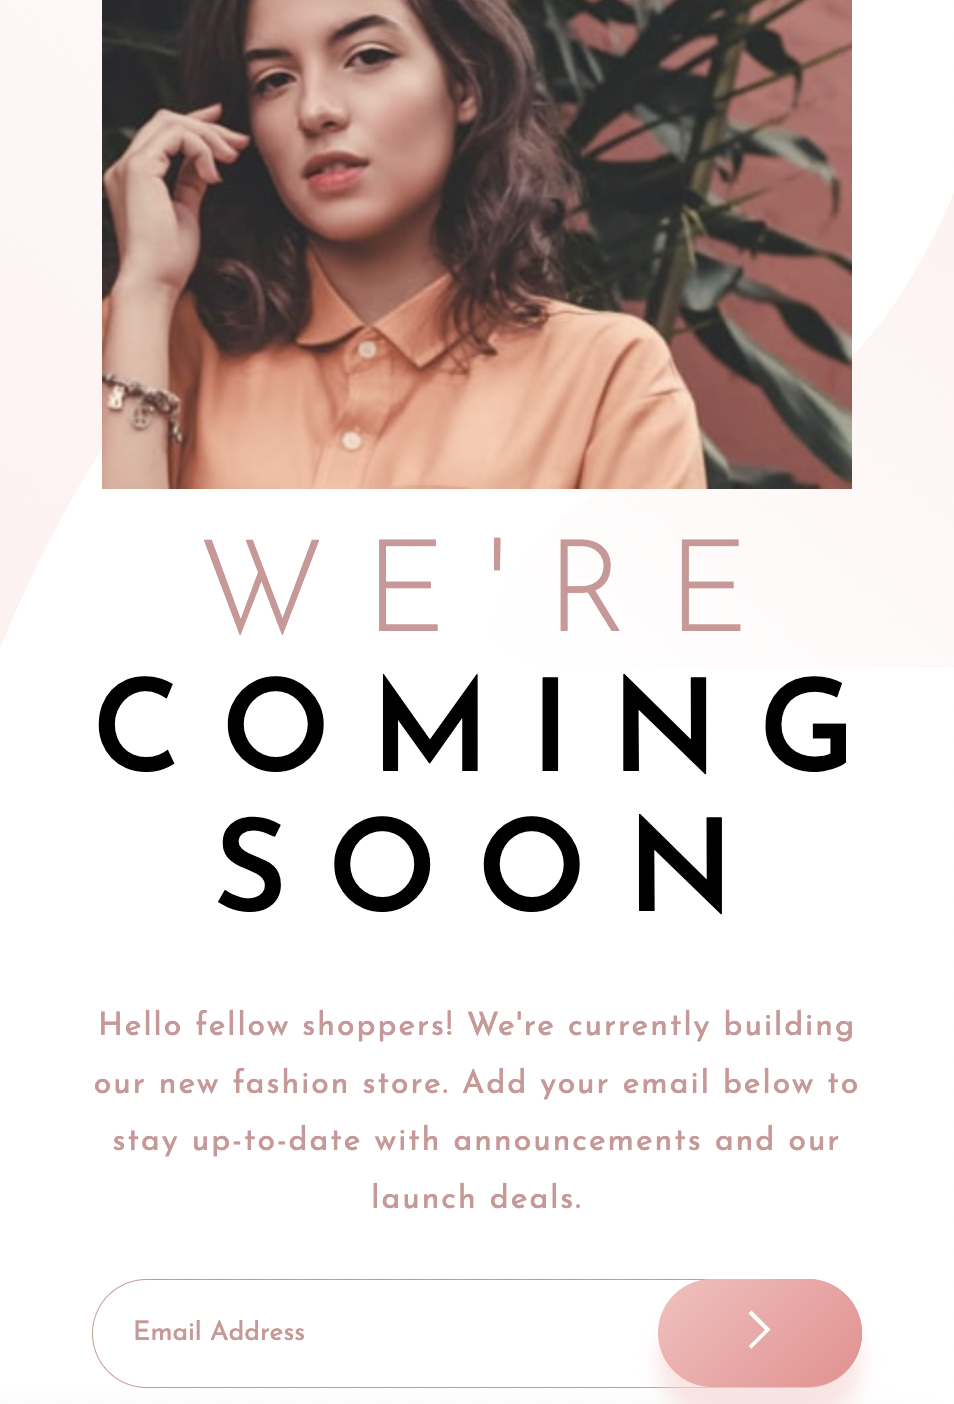 WE'RE
COMING
SOON
Hello fellow shoppers! We're currently building
our new fashion store. Add your email below to
stay up-to-date with announcements and our
launch deals.
Email Address